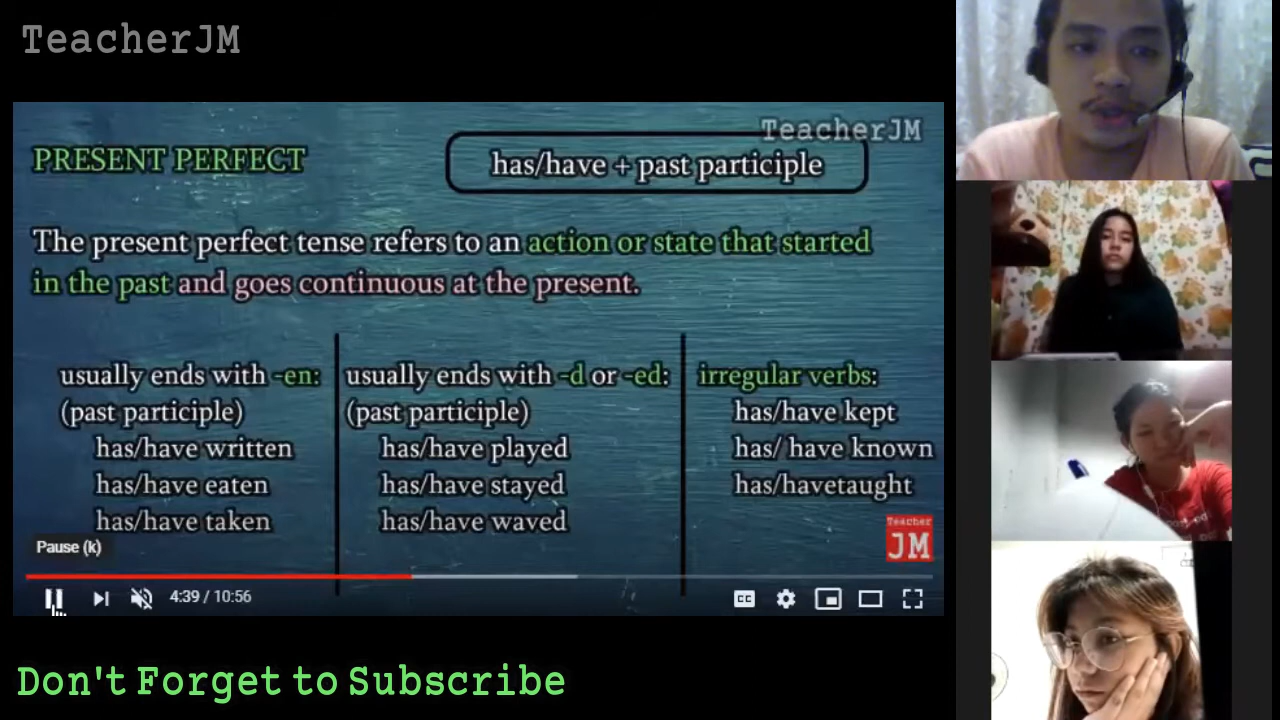 TeacherJM
TeacherJM
PRESENT PERFECT
has/have + past participle
The present perfect tense refers to an action or state that started
in the past and goes continuous at the present.
usually ends with -en:
(past participle)
has/have written
has/have eaten
has/have taken
usually ends with -d or -ed:
(past participle)
has/have played
has/have stayed
has/have waved
irregular verbs:
has/have kept
has/ have known
has/havetaught
Teacher
JM
Pause (k)
4:39 / 10:56
CC
Don't Forget to Subscribe